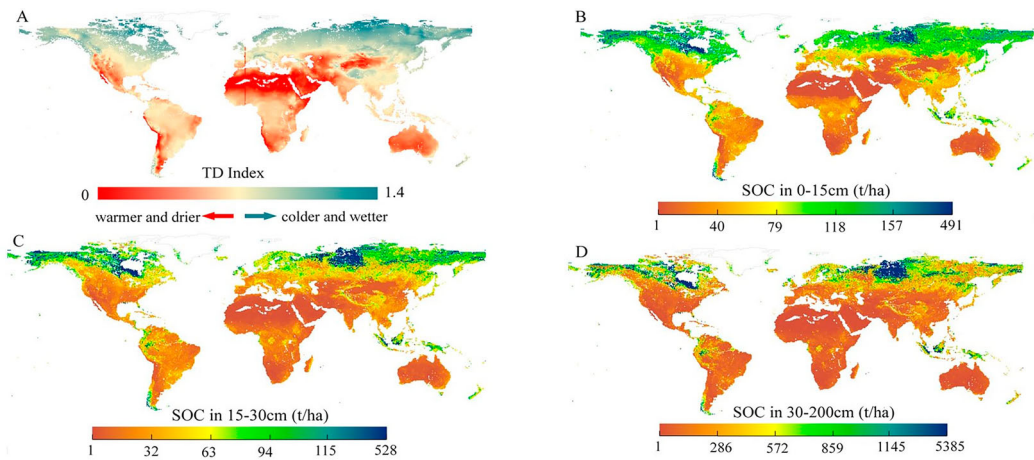 A
TD Index
0
1.4
warmer and drier
colder and wetter
B
SOC in 0-15cm (t/ha)
1 40 79 118 157 491
C
SOC in 15-30cm (t/ha)
1 32 63 94 115 528
D
SOC in 30-200cm (t/ha)
1 286 572 859 1145 5385